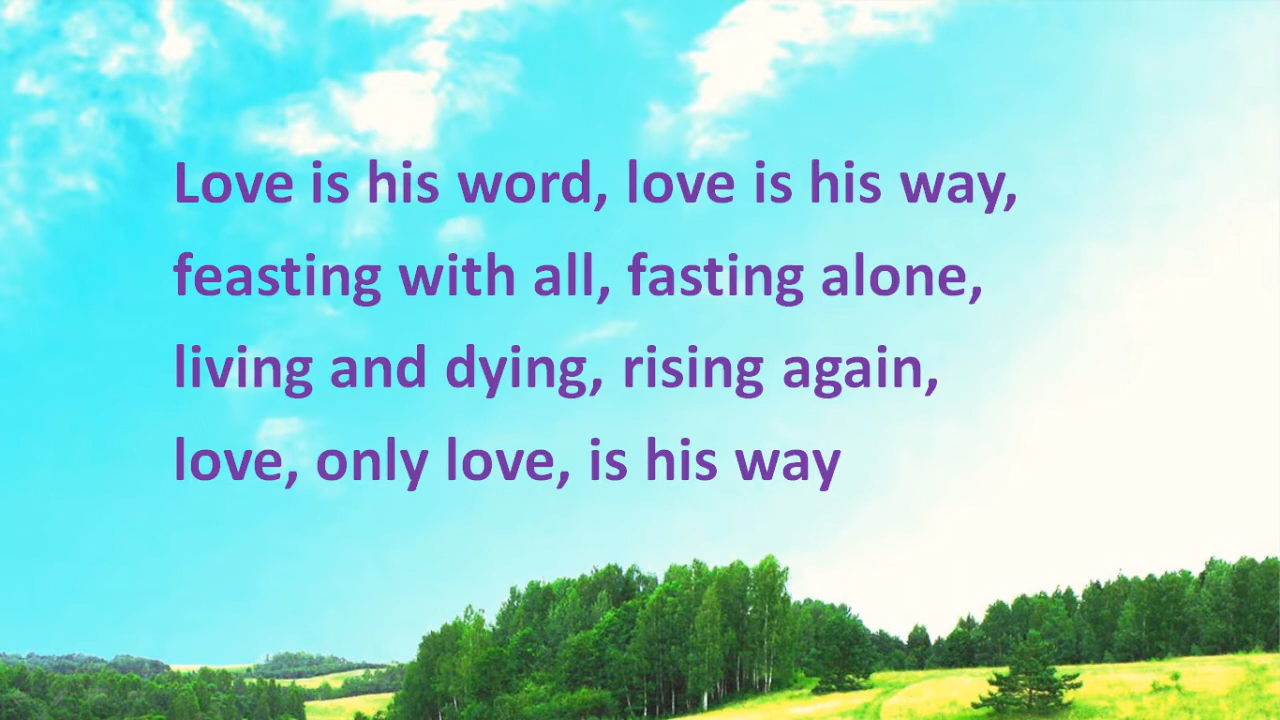 Love is his word, love is his way,
feasting with all, fasting alone,
living and dying, rising again,
love, only love, is his way